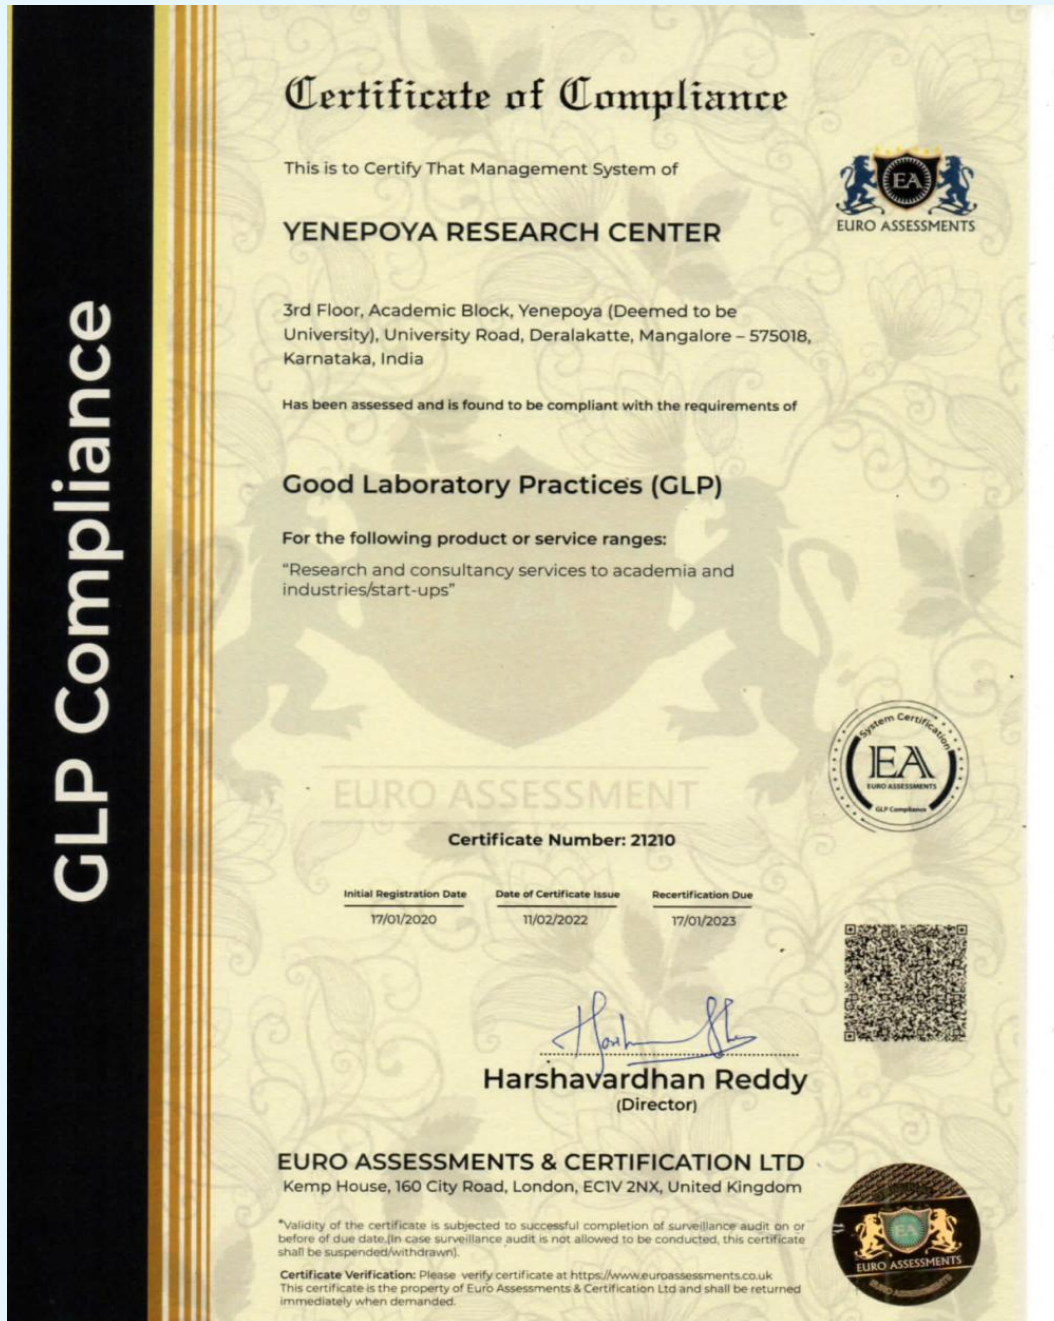 GLP Compliance
Certificate of Compliance
This is to Certify That Management System of
EA
EURO ASSESSMENTS
YENEPOYA RESEARCH CENTER
3rd Floor, Academic Block, Yenepoya (Deemed to be
University), University Road, Deralakatte, Mangalore – 575018,
Karnataka, India
Has been assessed and is found to be compliant with the requirements of
Good Laboratory Practices (GLP)
For the following product or service ranges:
“Research and consultancy services to academia and
industries/start-ups”
System Certification
EA
EURO ASSESSMENTS
GLP Compliance
EURO ASSESSMENT
Certificate Number: 21210
Initial Registration Date Date of Certificate Issue Recertification Due
17/01/2020 11/02/2022 17/01/2023
Harshavardhan Reddy
(Director)
EURO ASSESSMENTS & CERTIFICATION LTD
Kemp House, 160 City Road, London, EC1V 2NX, United Kingdom
*Validity of the certificate is subjected to successful completion of surveillance audit on or
before of due date.(In case surveillance audit is not allowed to be conducted, this certificate
shall be suspended/withdrawn).
Certificate Verification: Please verify certificate at https://www.euroassessments.co.uk
This certificate is the property of Euro Assessments & Certification Ltd and shall be returned
immediately when demanded.
EA
EURO ASSESSMENTS
EURO ASSESSMENTS